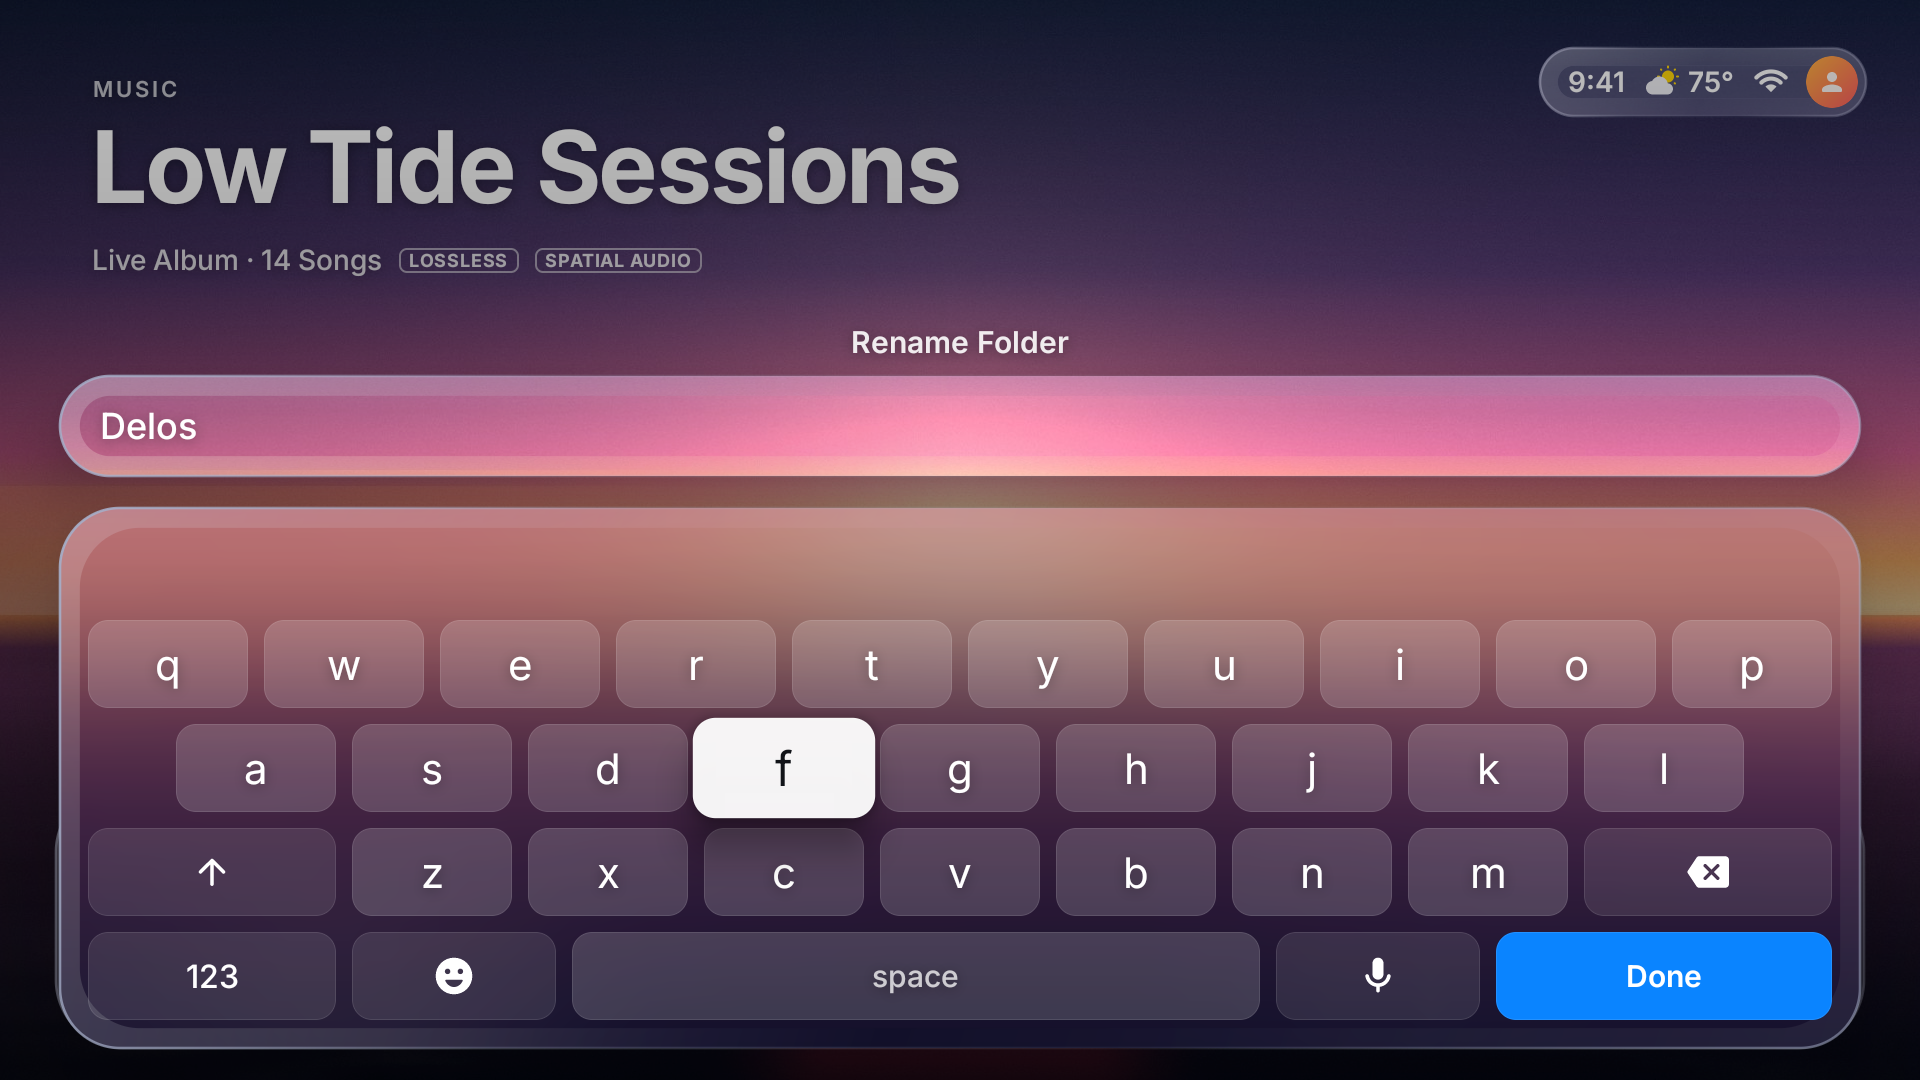 MUSIC
9:41 75°
Low Tide Sessions
Live Album · 14 Songs LOSSLESS SPATIAL AUDIO
Rename Folder
Delos
q w e r t y u i o p
a s d f g h j k l
z x c v b n m
123 space Done